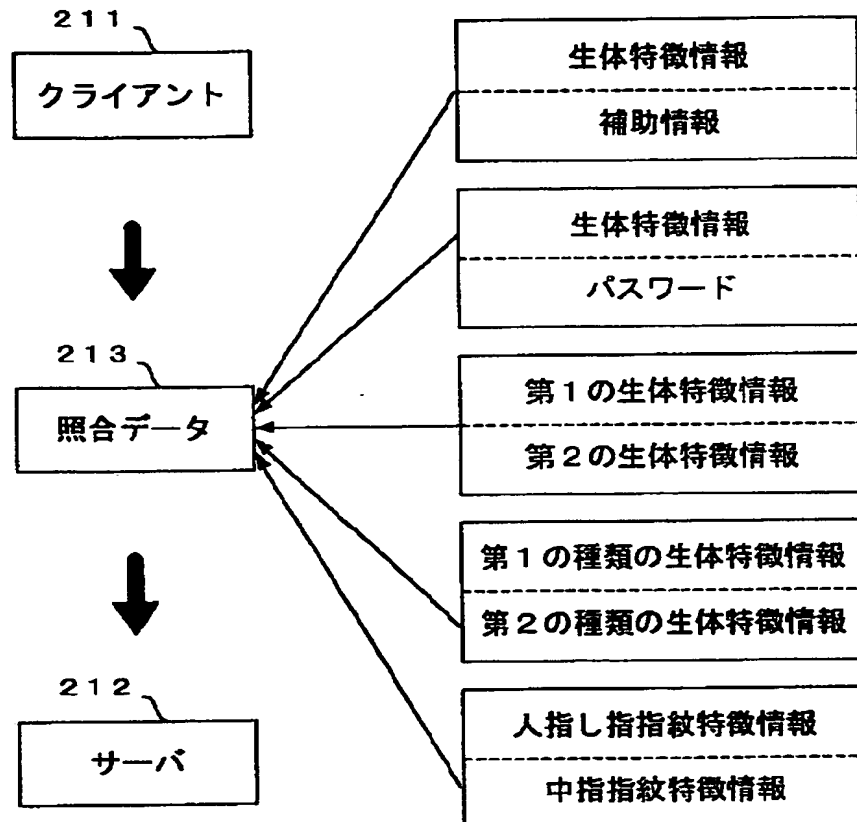 211
クライアント
213
照合データ
212
サーバ
生体特徴情報
補助情報
生体特徴情報
パスワード
第1の生体特徴情報
第2の生体特徴情報
第1の種類の生体特徴情報
第2の種類の生体特徴情報
人指し指指紋特徴情報
中指指紋特徴情報